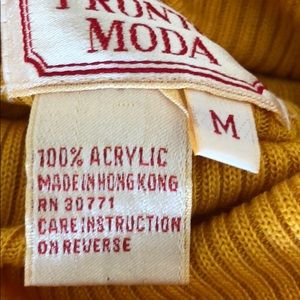 FRONT
MODA
M
100% ACRYLIC
MADE IN HONG KONG
RN 30771
CARE INSTRUCTION
ON REVERSE